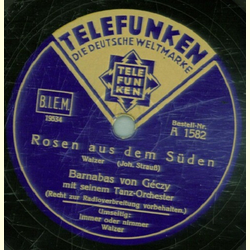 TELEFUNKEN
DIE DEUTSCHE WELTMARKE
TELE
FUN
KEN
B.I.E.M.
19584
Bestell-Nr.
A 1582
Rosen aus dem Süden
Walzer (Joh. Strauß)
Barnabas von Géczy
mit seinem Tanz-Orchester
(Recht zur Radioverbreitung vorbehalten.)
Umseitig:
Immer oder nimmer
Walzer